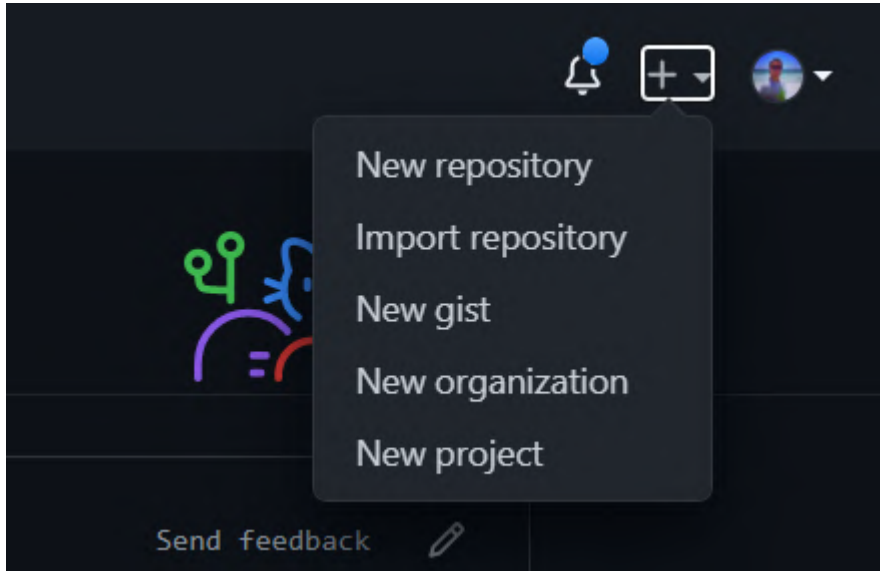 New repository
Import repository
New gist
New organization
New project
Send feedback